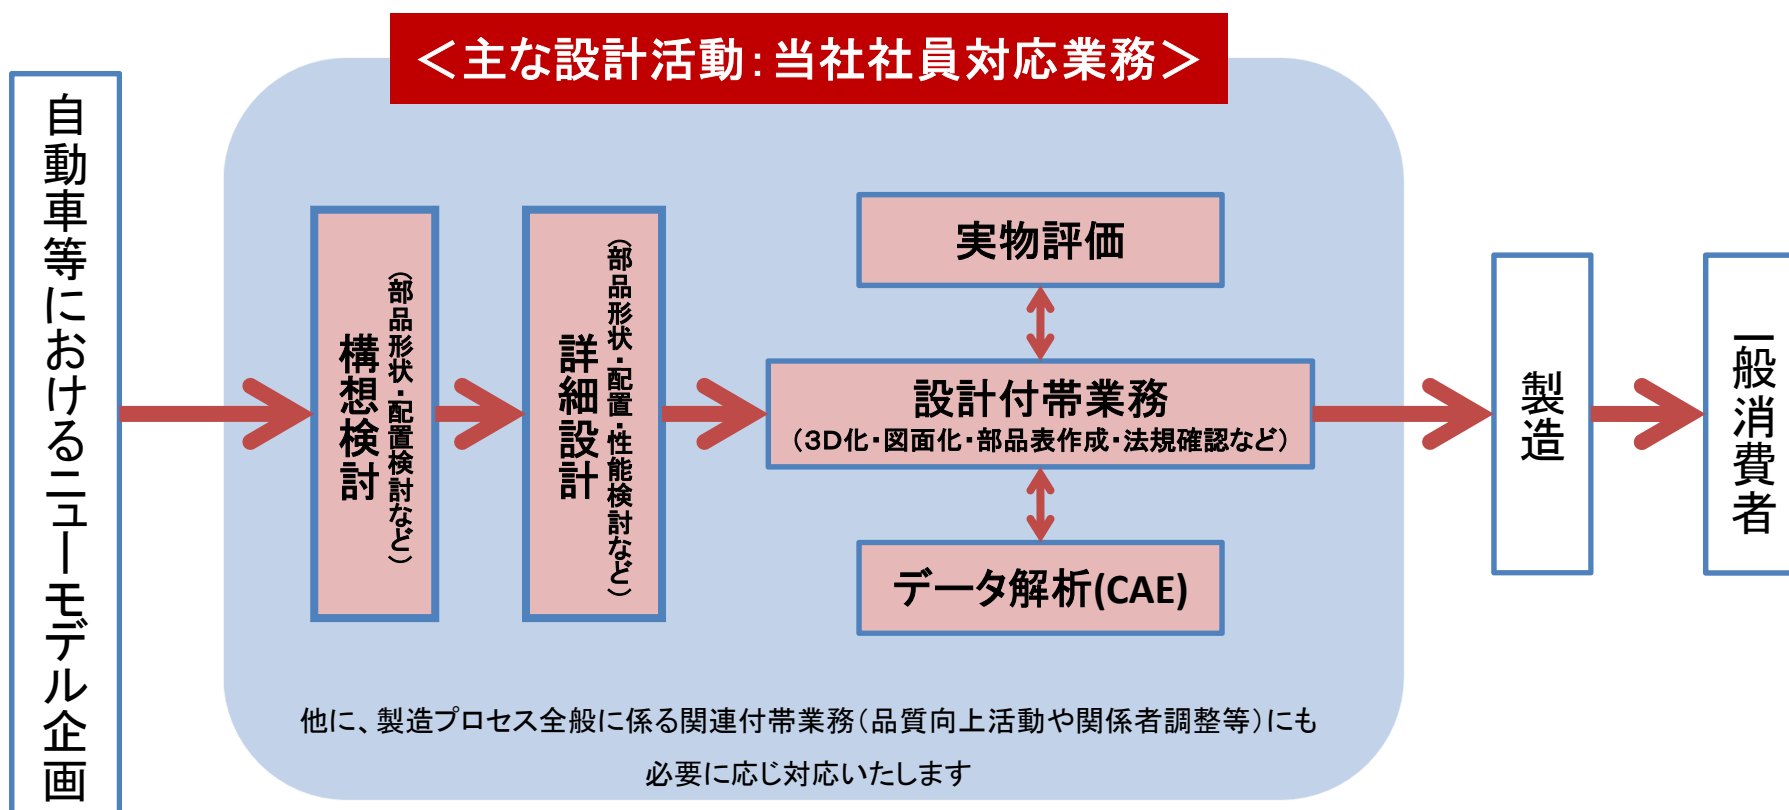 ＜主な設計活動：当社社員対応業務＞
自動車等におけるニューモデル企画
構想検討
（部品形状・配置検討など）
詳細設計
（部品形状・配置・性能検討など）
実物評価
設計付帯業務
（３Ｄ化・図面化・部品表作成・法規確認など）
データ解析(CAE)
製造
一般消費者
他に、製造プロセス全般に係る関連付帯業務（品質向上活動や関係者調整等）にも
必要に応じ対応いたします